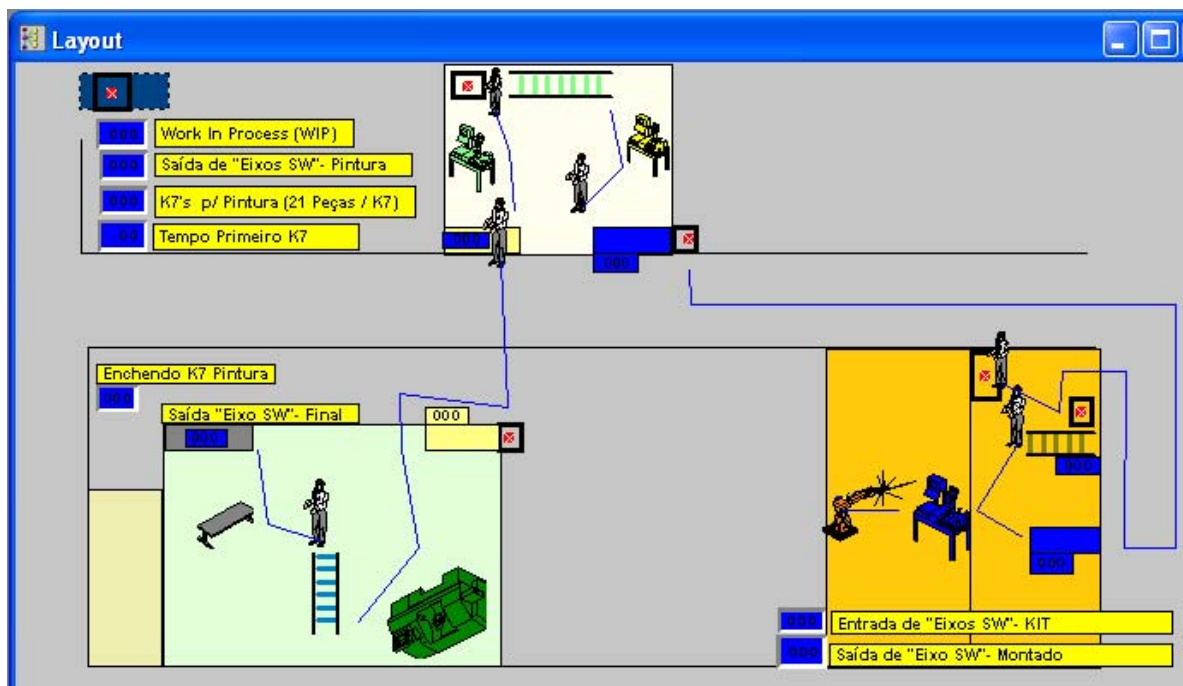 Layout
000 Work In Process (WIP)
000 Saída de "Eixos SW"- Pintura
000 K7's p/ Pintura (21 Peças / K7)
00 Tempo Primeiro K7
000
000
Enchendo K7 Pintura
000
Saída "Eixo SW"- Final
000
000
000
000
000 Entrada de "Eixos SW"- KIT
000 Saída de "Eixo SW"- Montado